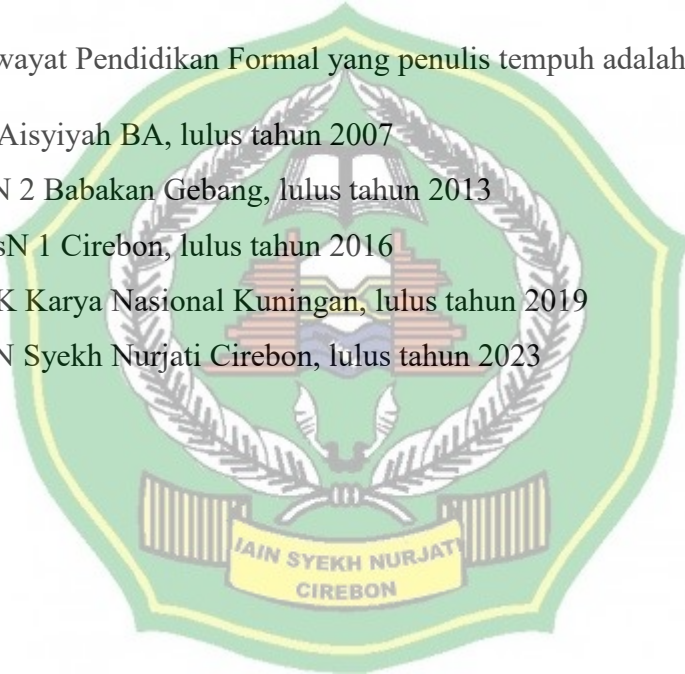 wayat Pendidikan Formal yang penulis tempuh adalah
Aisyiyah BA, lulus tahun 2007
N 2 Babakan Gebang, lulus tahun 2013
sN 1 Cirebon, lulus tahun 2016
K Karya Nasional Kuningan, lulus tahun 2019
N Syekh Nurjati Cirebon, lulus tahun 2023
IAIN SYEKH NURJATI
CIREBON